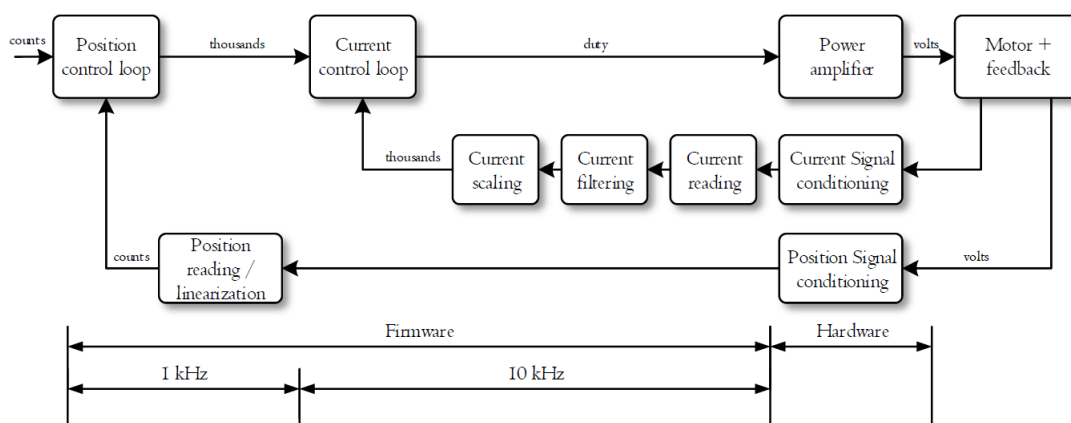 counts
Position
control loop
thousands
Current
control loop
duty
Power
amplifier
volts
Motor +
feedback
thousands
Current
scaling
Current
filtering
Current
reading
Current Signal
conditioning
counts
Position
reading /
linearization
Position Signal
conditioning
volts
Firmware
Hardware
1 kHz
10 kHz